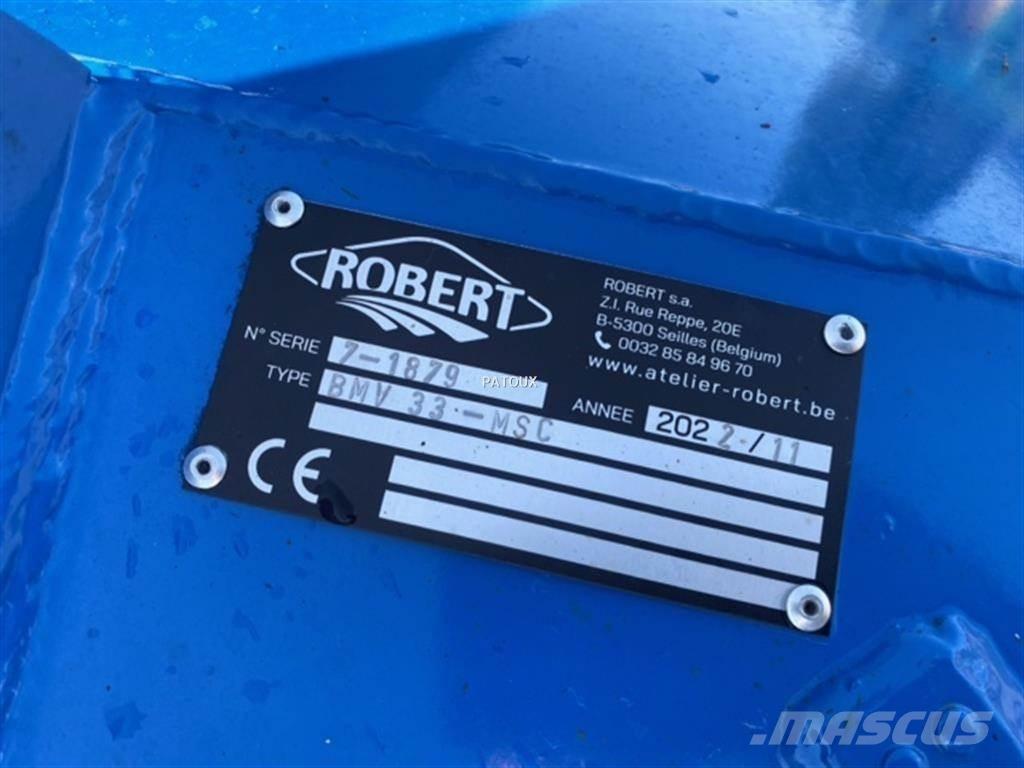 ROBERT
ROBERT s.a.
Z.I. Rue Reppe, 20E
B-5300 Seilles (Belgium)
0032 85 84 96 70
www.atelier-robert.be
N° SERIE 7-1879
ANNEE 2022-/11
TYPE BMV 33-MSC
CE
PATOUX
MASCUS